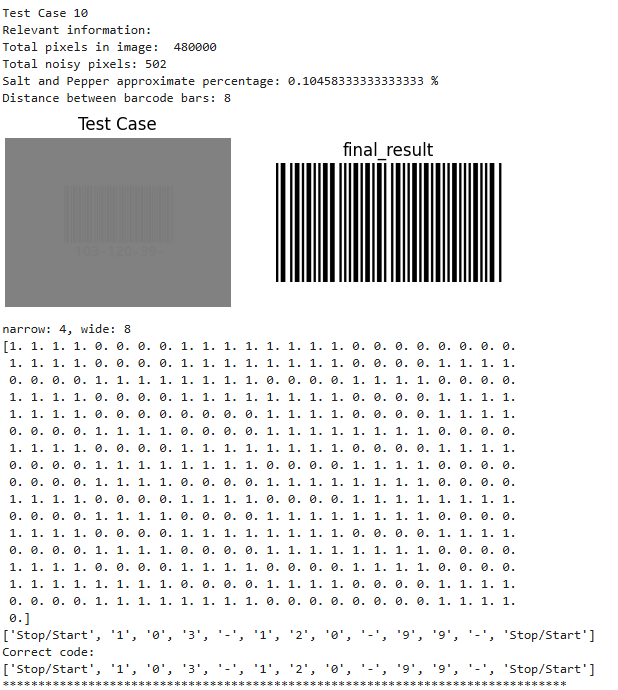 Test Case 10
Relevant information:
Total pixels in image:  480000
Total noisy pixels: 502
Salt and Pepper approximate percentage: 0.10458333333333333 %
Distance between barcode bars: 8
Test Case
final_result
103-120-99-
narrow: 4, wide: 8
[1. 1. 1. 1. 0. 0. 0. 0. 1. 1. 1. 1. 1. 1. 1. 1. 0. 0. 0. 0. 0. 0. 0. 0.
1. 1. 1. 1. 0. 0. 0. 0. 1. 1. 1. 1. 1. 1. 1. 1. 0. 0. 0. 0. 1. 1. 1. 1.
0. 0. 0. 0. 1. 1. 1. 1. 1. 1. 1. 1. 0. 0. 0. 0. 1. 1. 1. 1. 0. 0. 0. 0.
1. 1. 1. 1. 0. 0. 0. 0. 1. 1. 1. 1. 0. 0. 0. 0. 1. 1. 1. 1. 1. 1. 1. 1.
0. 0. 0. 0. 1. 1. 1. 1. 1. 1. 1. 1. 0. 0. 0. 0. 0. 0. 0. 0. 1. 1. 1. 1.
0. 0. 0. 0. 1. 1. 1. 1. 0. 0. 0. 0. 1. 1. 1. 1. 1. 1. 1. 1. 0. 0. 0. 0.
1. 1. 1. 1. 0. 0. 0. 0. 1. 1. 1. 1. 1. 1. 1. 1. 0. 0. 0. 0. 1. 1. 1. 1.
0. 0. 0. 0. 1. 1. 1. 1. 1. 1. 1. 1. 0. 0. 0. 0. 1. 1. 1. 1. 0. 0. 0. 0.
0. 0. 0. 0. 1. 1. 1. 1. 0. 0. 0. 0. 1. 1. 1. 1. 1. 1. 1. 1. 0. 0. 0. 0.
1. 1. 1. 1. 0. 0. 0. 0. 1. 1. 1. 1. 0. 0. 0. 0. 1. 1. 1. 1. 1. 1. 1. 1.
0. 0. 0. 0. 1. 1. 1. 1. 0. 0. 0. 0. 1. 1. 1. 1. 1. 1. 1. 1. 0. 0. 0. 0.
1. 1. 1. 1. 0. 0. 0. 0. 1. 1. 1. 1. 1. 1. 1. 1. 0. 0. 0. 0. 1. 1. 1. 1.
0. 0. 0. 0. 1. 1. 1. 1. 0. 0. 0. 0. 1. 1. 1. 1. 1. 1. 1. 1. 0. 0. 0. 0.
1. 1. 1. 1. 0. 0. 0. 0. 1. 1. 1. 1. 0. 0. 0. 0. 1. 1. 1. 1. 0. 0. 0. 0.
1. 1. 1. 1. 1. 1. 1. 1. 0. 0. 0. 0. 1. 1. 1. 1. 0. 0. 0. 0. 1. 1. 1. 1.
0. 0. 0. 0. 1. 1. 1. 1. 1. 1. 1. 1. 0. 0. 0. 0. 0. 0. 0. 0. 1. 1. 1. 1.
0.]
['Stop/Start', '1', '0', '3', '-', '1', '2', '0', '-', '9', '9', '-', 'Stop/Start']
Correct code:
['Stop/Start', '1', '0', '3', '-', '1', '2', '0', '-', '9', '9', '-', 'Stop/Start']
*******************************************************************************